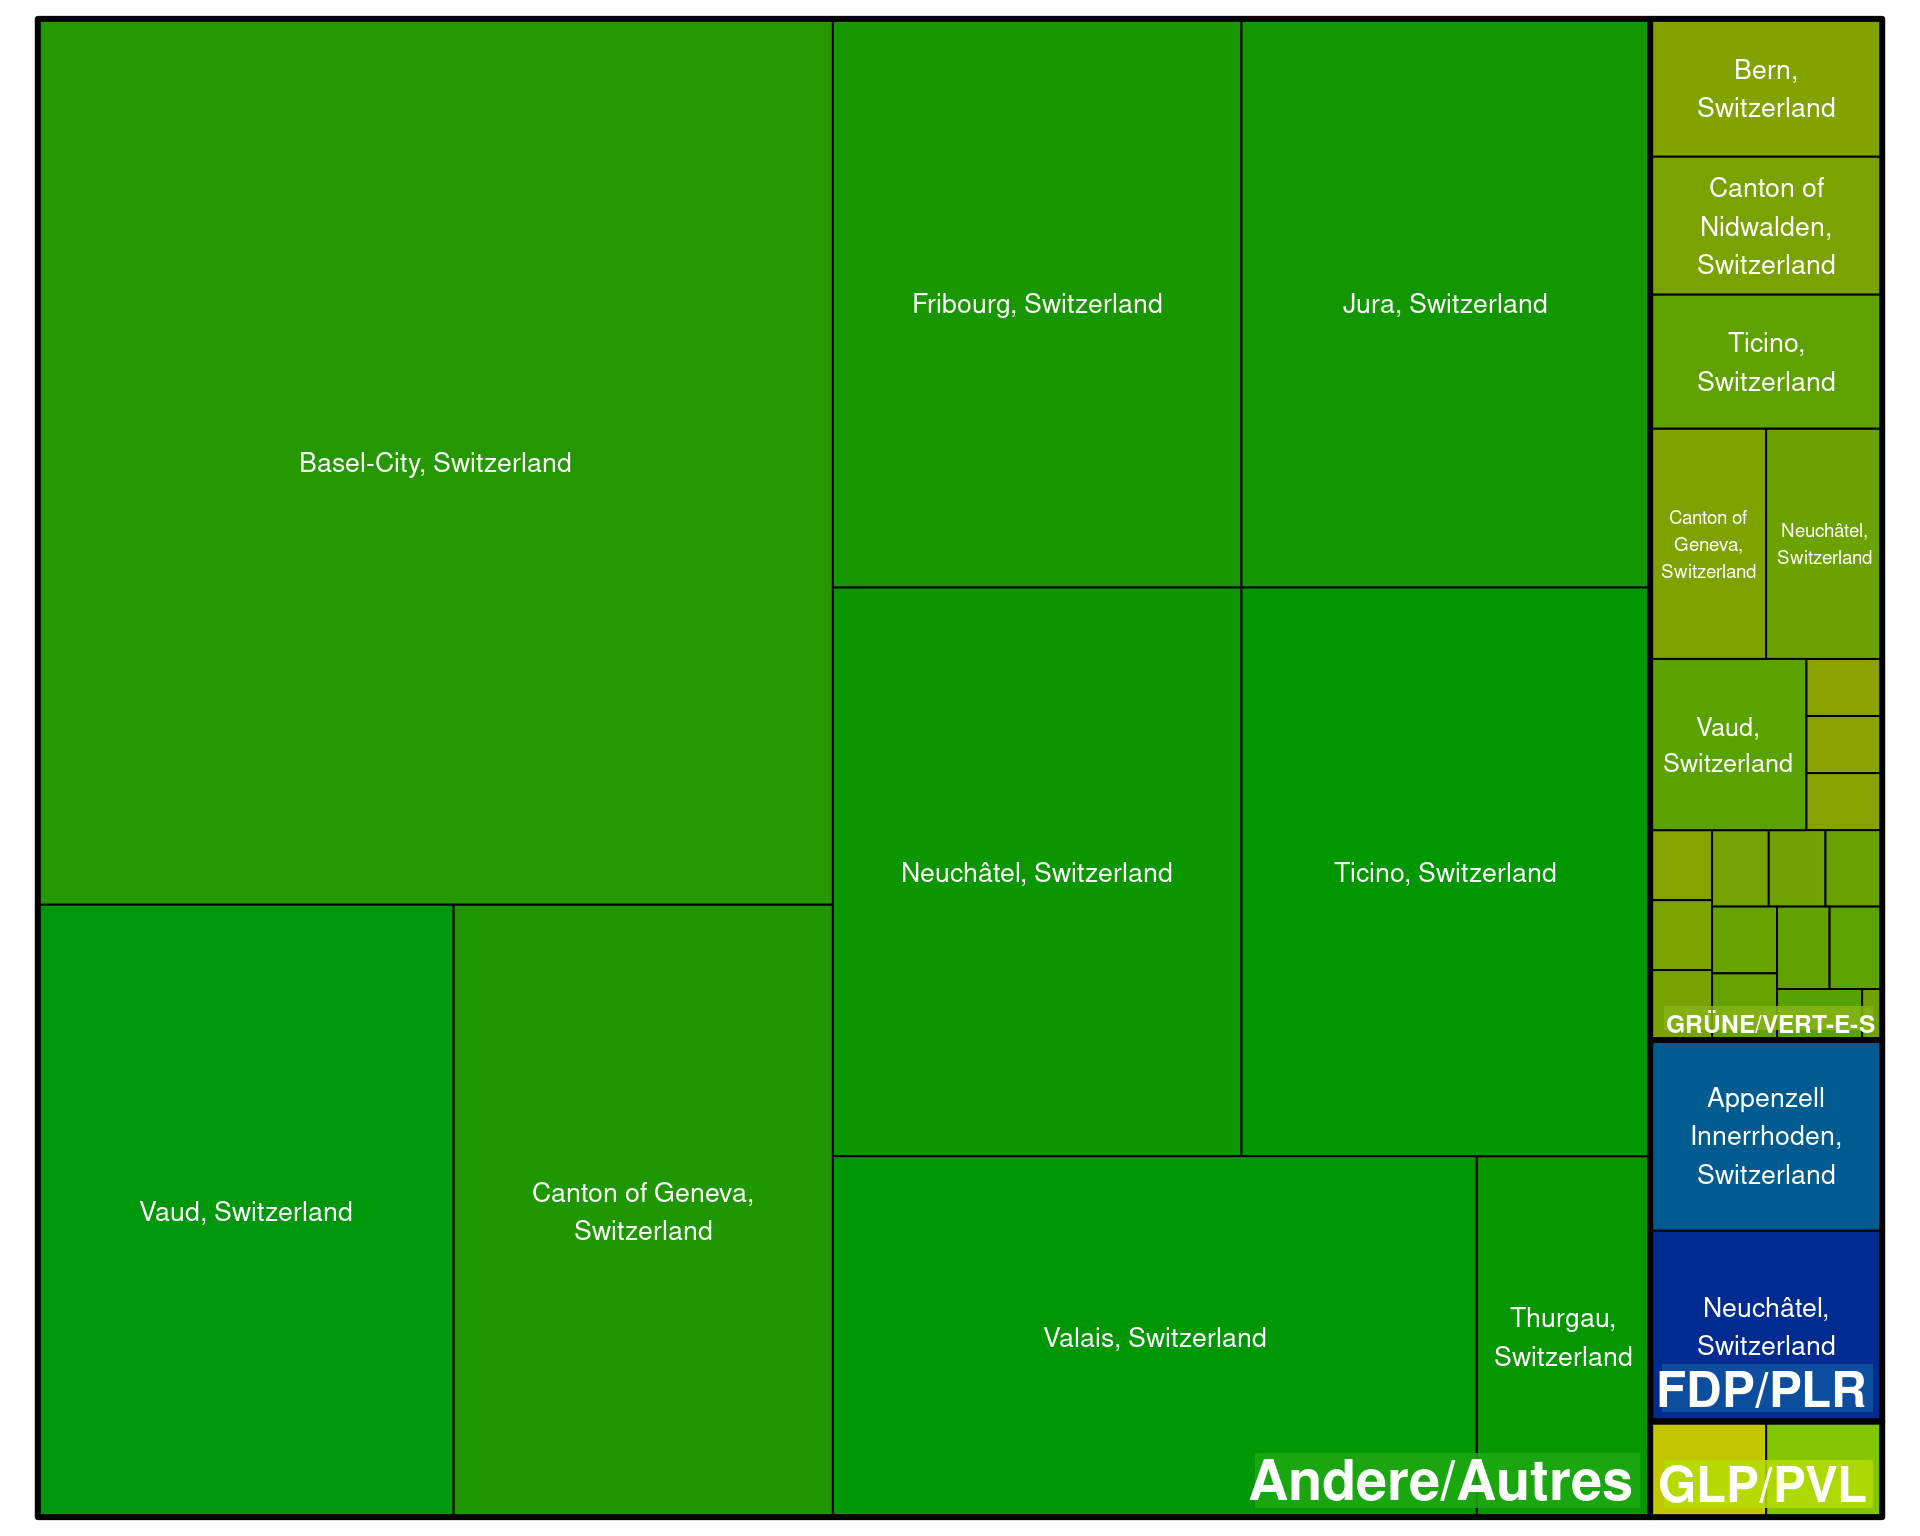 Basel-City, Switzerland
Fribourg, Switzerland
Jura, Switzerland
Neuchâtel, Switzerland
Ticino, Switzerland
Vaud, Switzerland
Canton of Geneva,
Switzerland
Valais, Switzerland
Thurgau,
Switzerland
Andere/Autres
Bern,
Switzerland
Canton of
Nidwalden,
Switzerland
Ticino,
Switzerland
Canton of
Geneva,
Switzerland
Neuchâtel,
Switzerland
Vaud,
Switzerland
GRÜNE/VERT-E-S
Appenzell
Innerrhoden,
Switzerland
Neuchâtel,
Switzerland
FDP/PLR
GLP/PVL